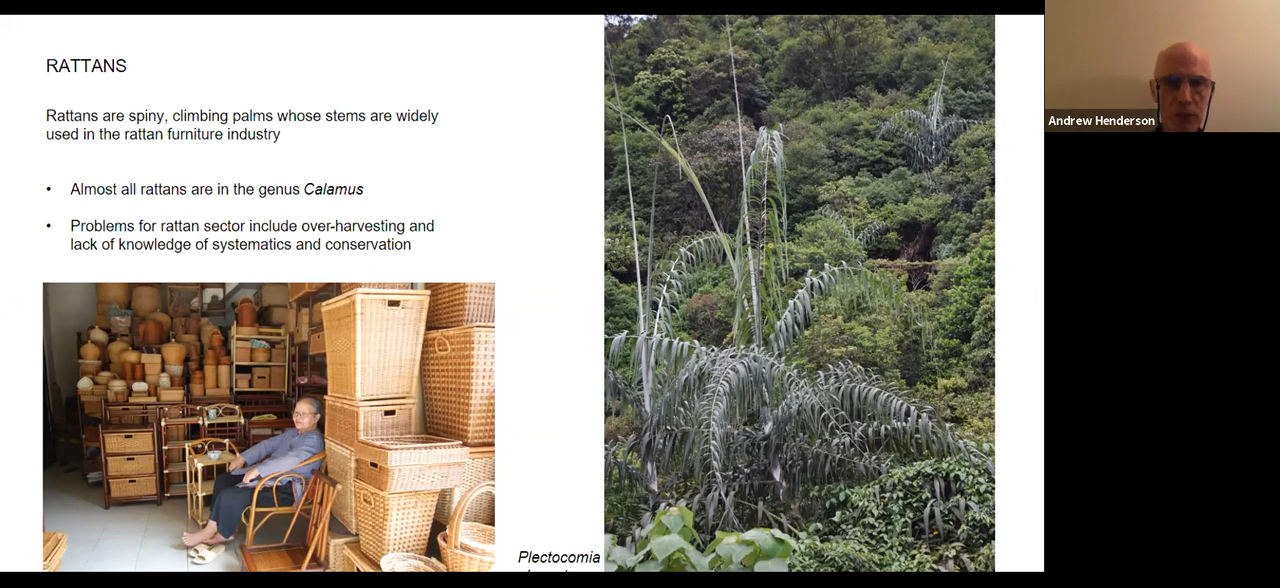 RATTANS
Rattans are spiny, climbing palms whose stems are widely
used in the rattan furniture industry
• Almost all rattans are in the genus Calamus
• Problems for rattan sector include over-harvesting and
lack of knowledge of systematics and conservation
Plectocomia
Andrew Henderson